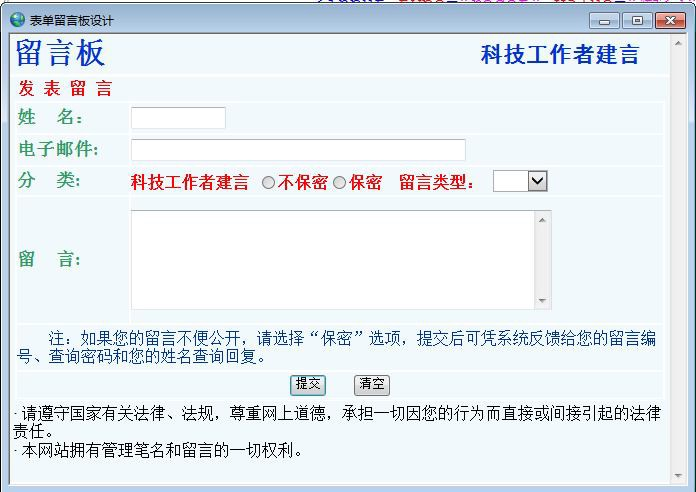 表单留言板设计
留言板 科技工作者建言
发 表 留 言
姓 名:
电子邮件:
分 类: 科技工作者建言 不保密 保密 留言类型:
留 言:
注:如果您的留言不便公开,请选择“保密”选项,提交后可凭系统反馈给您的留言编
号、查询密码和您的姓名查询回复。
提交 清空
· 请遵守国家有关法律、法规,尊重网上道德,承担一切因您的行为而直接或间接引起的法律
责任。
· 本网站拥有管理笔名和留言的一切权利。